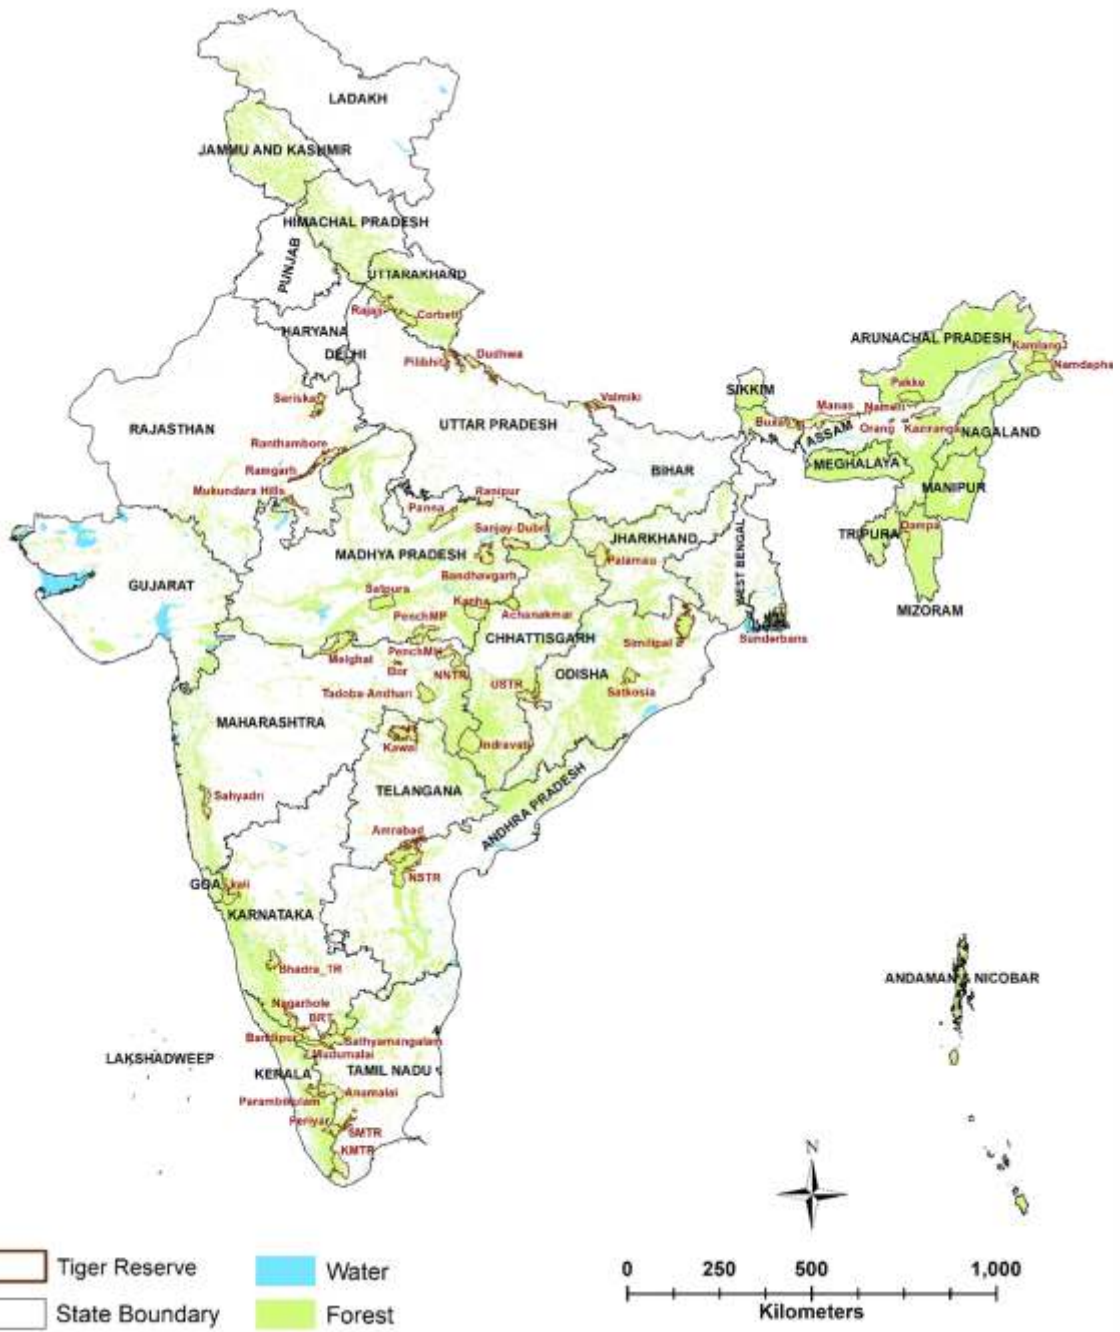 LADAKH
JAMMU AND KASHMIR
HIMACHAL PRADESH
PUNJAB
UTTARAKHAND
Rajaji
Corbett
HARYANA
DELHI
Pilibhit
Dudhwa
ARUNACHAL PRADESH
Kamlang
Namdapha
Pakke
SIKKIM
Sariska
Valmiki
Manas
Nameri
Buxa
ASSAM
Orang
Kaziranga
NAGALAND
RAJASTHAN
UTTAR PRADESH
Ranthambore
Ramgarh
BIHAR
MEGHALAYA
Mukundara Hills
Ranipur
MANIPUR
Panna
Sanjay-Dubri
Dampa
TRIPURA
JHARKHAND
MADHYA PRADESH
Palamau
WEST BENGAL
GUJARAT
Bandhavgarh
Satpura
Kanha
Achanakmar
MIZORAM
PenchMP
CHHATTISGARH
Similipal
Sunderbans
PenchMH
Melghat
Bor
NNTR
ODISHA
USTR
Satkosia
Tadoba-Andhari
MAHARASHTRA
Kawal
Indravati
TELANGANA
Sahyadri
ANDHRA PRADESH
Amrabad
NSTR
GOA
kali
KARNATAKA
Bhadra_TR
ANDAMAN & NICOBAR
Nagarhole
BRT
Bandipur
Sathyamangalam
Mudumalai
LAKSHADWEEP
KERALA
TAMIL NADU
Anamalai
Parambikulam
Periyar
SMTR
KMTR
N
Tiger Reserve
Water
State Boundary
Forest
0 250 500 1,000
Kilometers